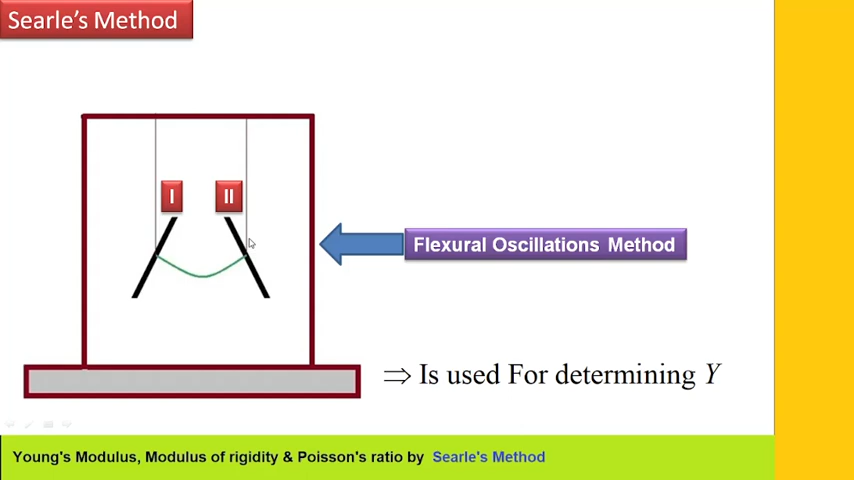 Searle's Method
I II
Flexural Oscillations Method
⇒ Is used For determining Y
Young's Modulus, Modulus of rigidity & Poisson's ratio by Searle's Method